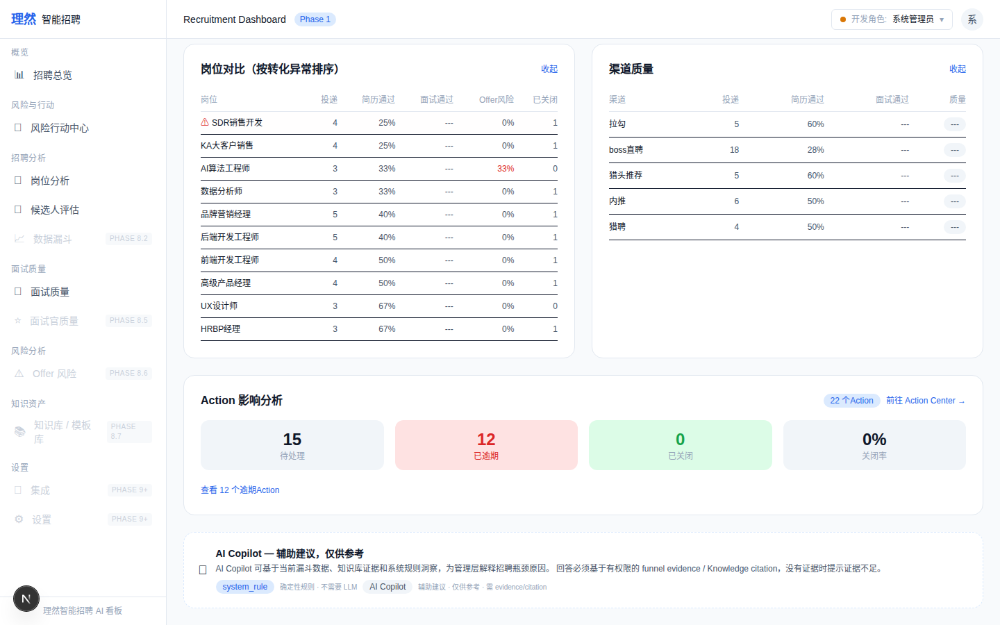 理然 智能招聘
Recruitment Dashboard Phase 1
开发角色: 系统管理员 ▾ 系
概览
招聘总览
风险与行动
风险行动中心
招聘分析
岗位分析
候选人评估
数据漏斗 PHASE 8.2
面试质量
面试质量
面试官质量 PHASE 8.5
风险分析
Offer 风险 PHASE 8.6
知识资产
知识库 / 模板库 PHASE 8.7
设置
集成 PHASE 9+
设置 PHASE 9+
理然智能招聘 AI 看板
岗位对比（按转化异常排序） 收起
岗位 投递 简历通过 面试通过 Offer风险 已关闭
⚠ SDR销售开发 4 25% --- 0% 1
KA大客户销售 4 25% --- 0% 1
AI算法工程师 3 33% --- 33% 0
数据分析师 3 33% --- 0% 1
品牌营销经理 5 40% --- 0% 1
后端开发工程师 5 40% --- 0% 1
前端开发工程师 4 50% --- 0% 1
高级产品经理 4 50% --- 0% 1
UX设计师 3 67% --- 0% 0
HRBP经理 3 67% --- 0% 1
渠道质量 收起
渠道 投递 简历通过 面试通过 质量
拉勾 5 60% --- ---
boss直聘 18 28% --- ---
猎头推荐 5 60% --- ---
内推 6 50% --- ---
猎聘 4 50% --- ---
Action 影响分析 22 个Action 前往 Action Center →
15 待处理
12 已逾期
0 已关闭
0% 关闭率
查看 12 个逾期Action
AI Copilot — 辅助建议，仅供参考
AI Copilot 可基于当前漏斗数据、知识库证据和系统规则洞察，为管理层解释招聘瓶颈原因。 回答必须基于有权限的 funnel evidence / Knowledge citation，没有证据时提示证据不足。
system_rule 确定性规则 · 不需要 LLM AI Copilot 辅助建议 · 仅供参考 · 需 evidence/citation